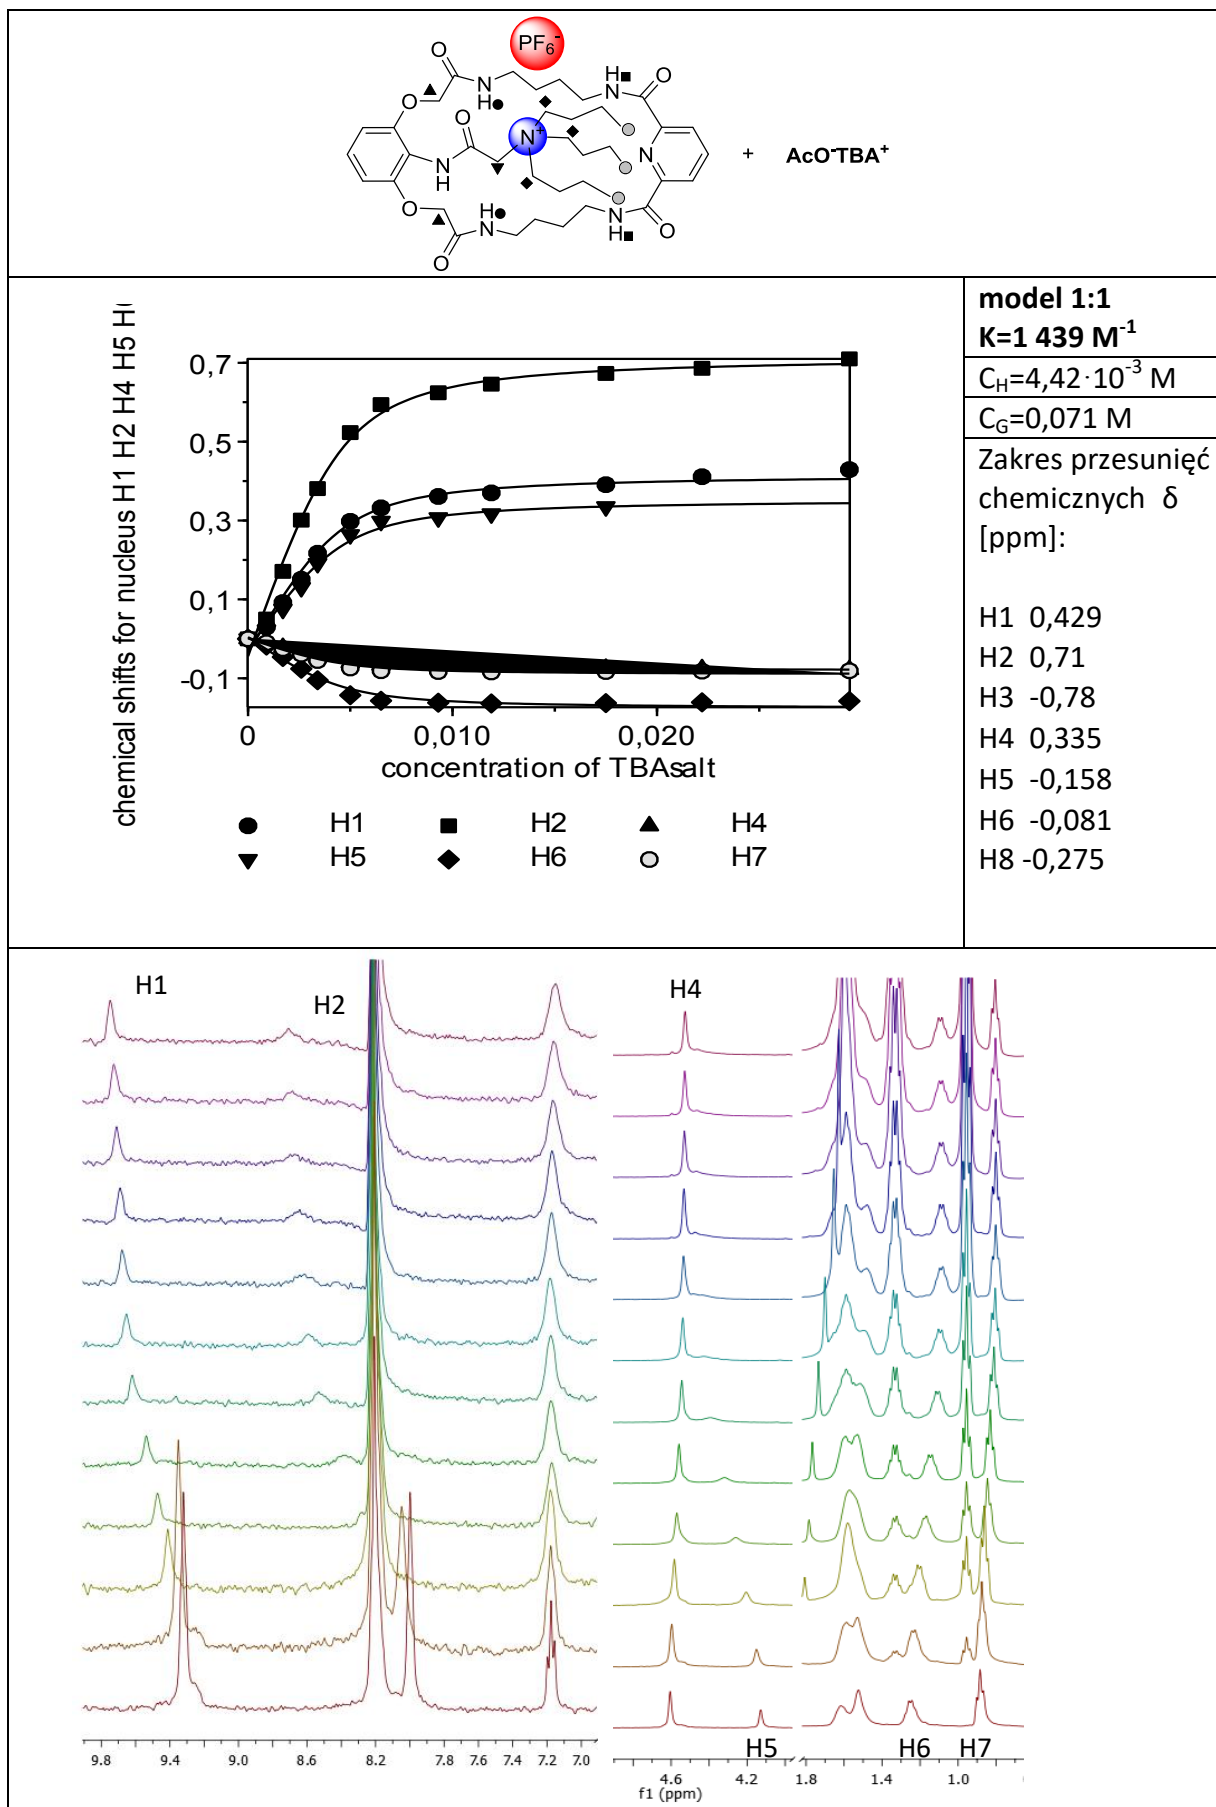 PF6-
O
N
H
H
N
O
O
O
N+
N
N
H
O
H
N
N
H
O
O
+ AcO-TBA+
model 1:1
K=1 439 M-1
CH=4,42·10-3 M
CG=0,071 M
Zakres przesunięć
chemicznych δ
[ppm]:
H1 0,429
H2 0,71
H3 -0,78
H4 0,335
H5 -0,158
H6 -0,081
H8 -0,275
chemical shifts for nucleus H1 H2 H4 H5
0,7
0,5
0,3
0,1
-0,1
0 0,010 0,020
concentration of TBAsalt
H1 H2 H4
H5 H6 H7
H1 H2 H4
H5 H6 H7
9.8 9.4 9.0 8.6 8.2 7.8 7.4 7.0
4.6 4.2 1.8 1.4 1.0
f1 (ppm)